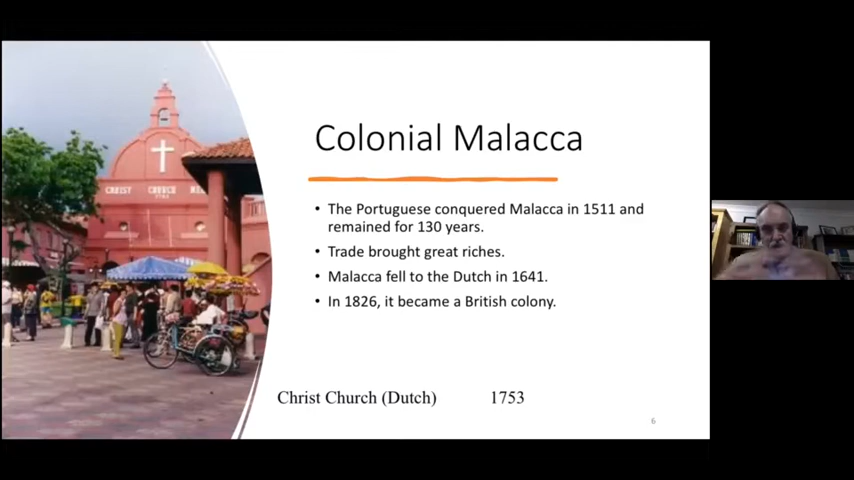 Colonial Malacca
• The Portuguese conquered Malacca in 1511 and
remained for 130 years.
• Trade brought great riches.
• Malacca fell to the Dutch in 1641.
• In 1826, it became a British colony.
CHRIST CHURCH
Christ Church (Dutch) 1753
6